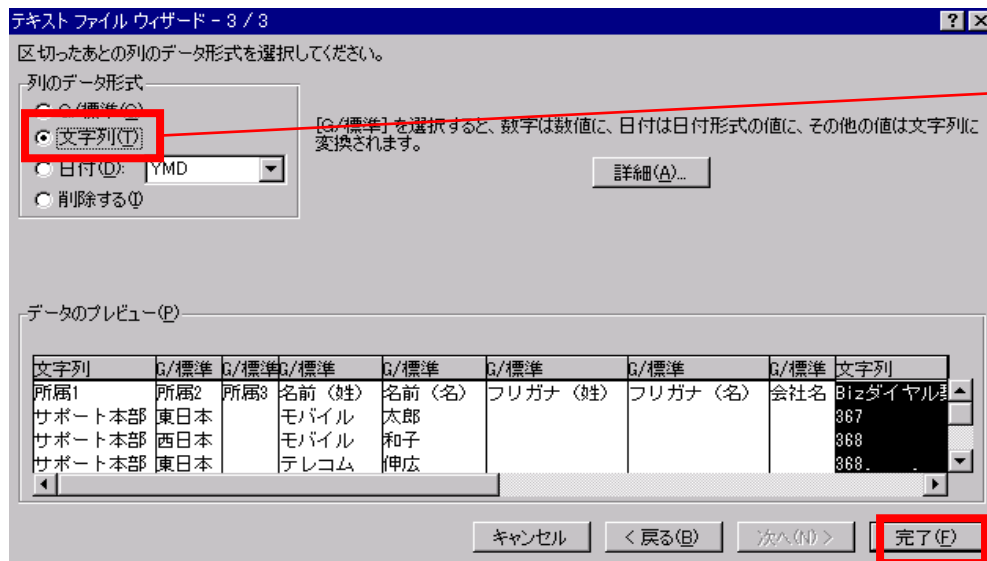 テキスト ファイル ウィザード - 3 / 3
区切ったあとの列のデータ形式を選択してください。
列のデータ形式
G/標準(G)
文字列(T)
日付(D): YMD
削除する(I)
[G/標準] を選択すると、数字は数値に、日付は日付形式の値に、その他の値は文字列に
変換されます。
詳細(A)...
データのプレビュー(P)
文字列 G/標準 G/標準 G/標準 G/標準 G/標準 G/標準 G/標準 文字列
所属1 所属2 所属3 名前（姓） 名前（名） フリガナ（姓） フリガナ（名） 会社名 Bizダイヤル
サポート本部 東日本 モバイル 太郎 367
サポート本部 西日本 モバイル 和子 368
サポート本部 東日本 テレコム 伸広 368.
キャンセル < 戻る(B) 次へ(N) > 完了(F)